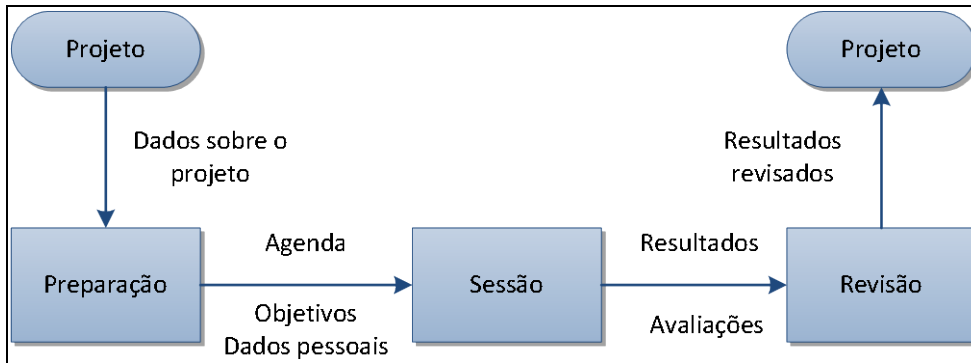 Projeto
Projeto
Dados sobre o
projeto
Resultados
revisados
Preparação
Agenda
Objetivos
Dados pessoais
Sessão
Resultados
Avaliações
Revisão